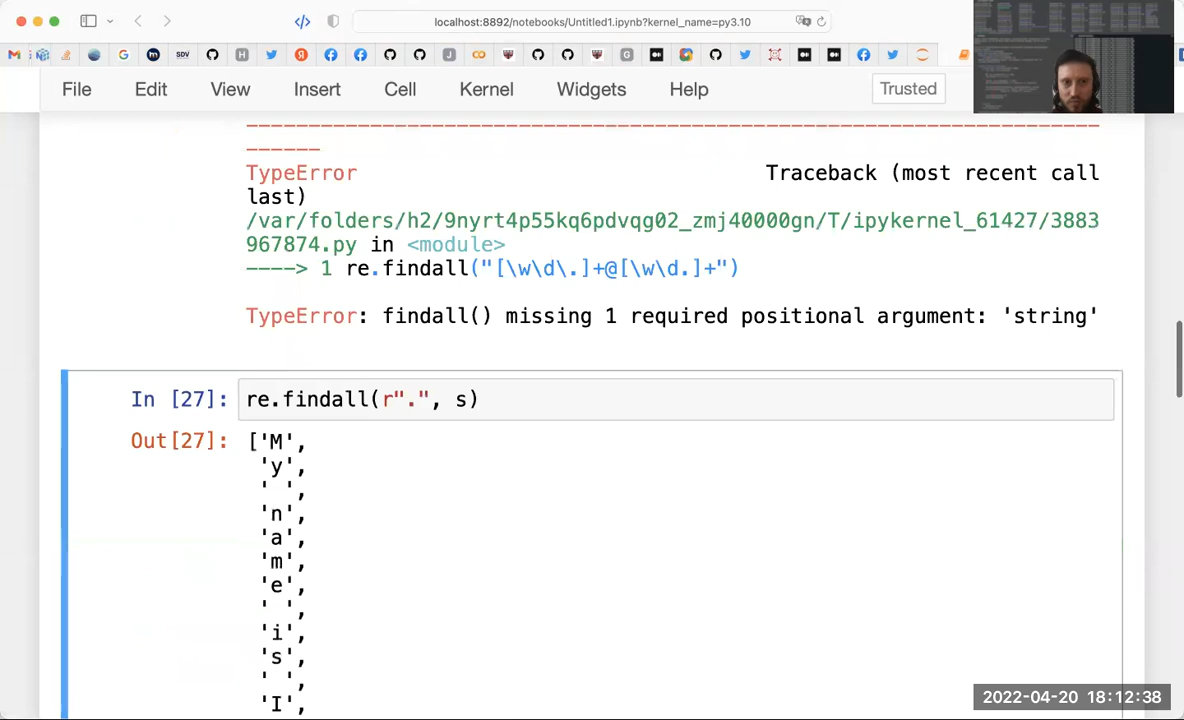 localhost:8892/notebooks/Untitled1.ipynb?kernel_name=py3.10
SDV
File Edit View Insert Cell Kernel Widgets Help Trusted
TypeError Traceback (most recent call
last)
/var/folders/h2/9nyrt4p55kq6pdvqg02_zmj40000gn/T/ipykernel_61427/3883
967874.py in <module>
----> 1 re.findall("[\w\d\.]+@[\w\d.]+")
TypeError: findall() missing 1 required positional argument: 'string'
In [27]: re.findall(r".", s)
Out[27]: ['M',
'y',
' ',
'n',
'a',
'm',
'e',
' ',
'i',
's',
' ',
'I',
2022-04-20 18:12:38